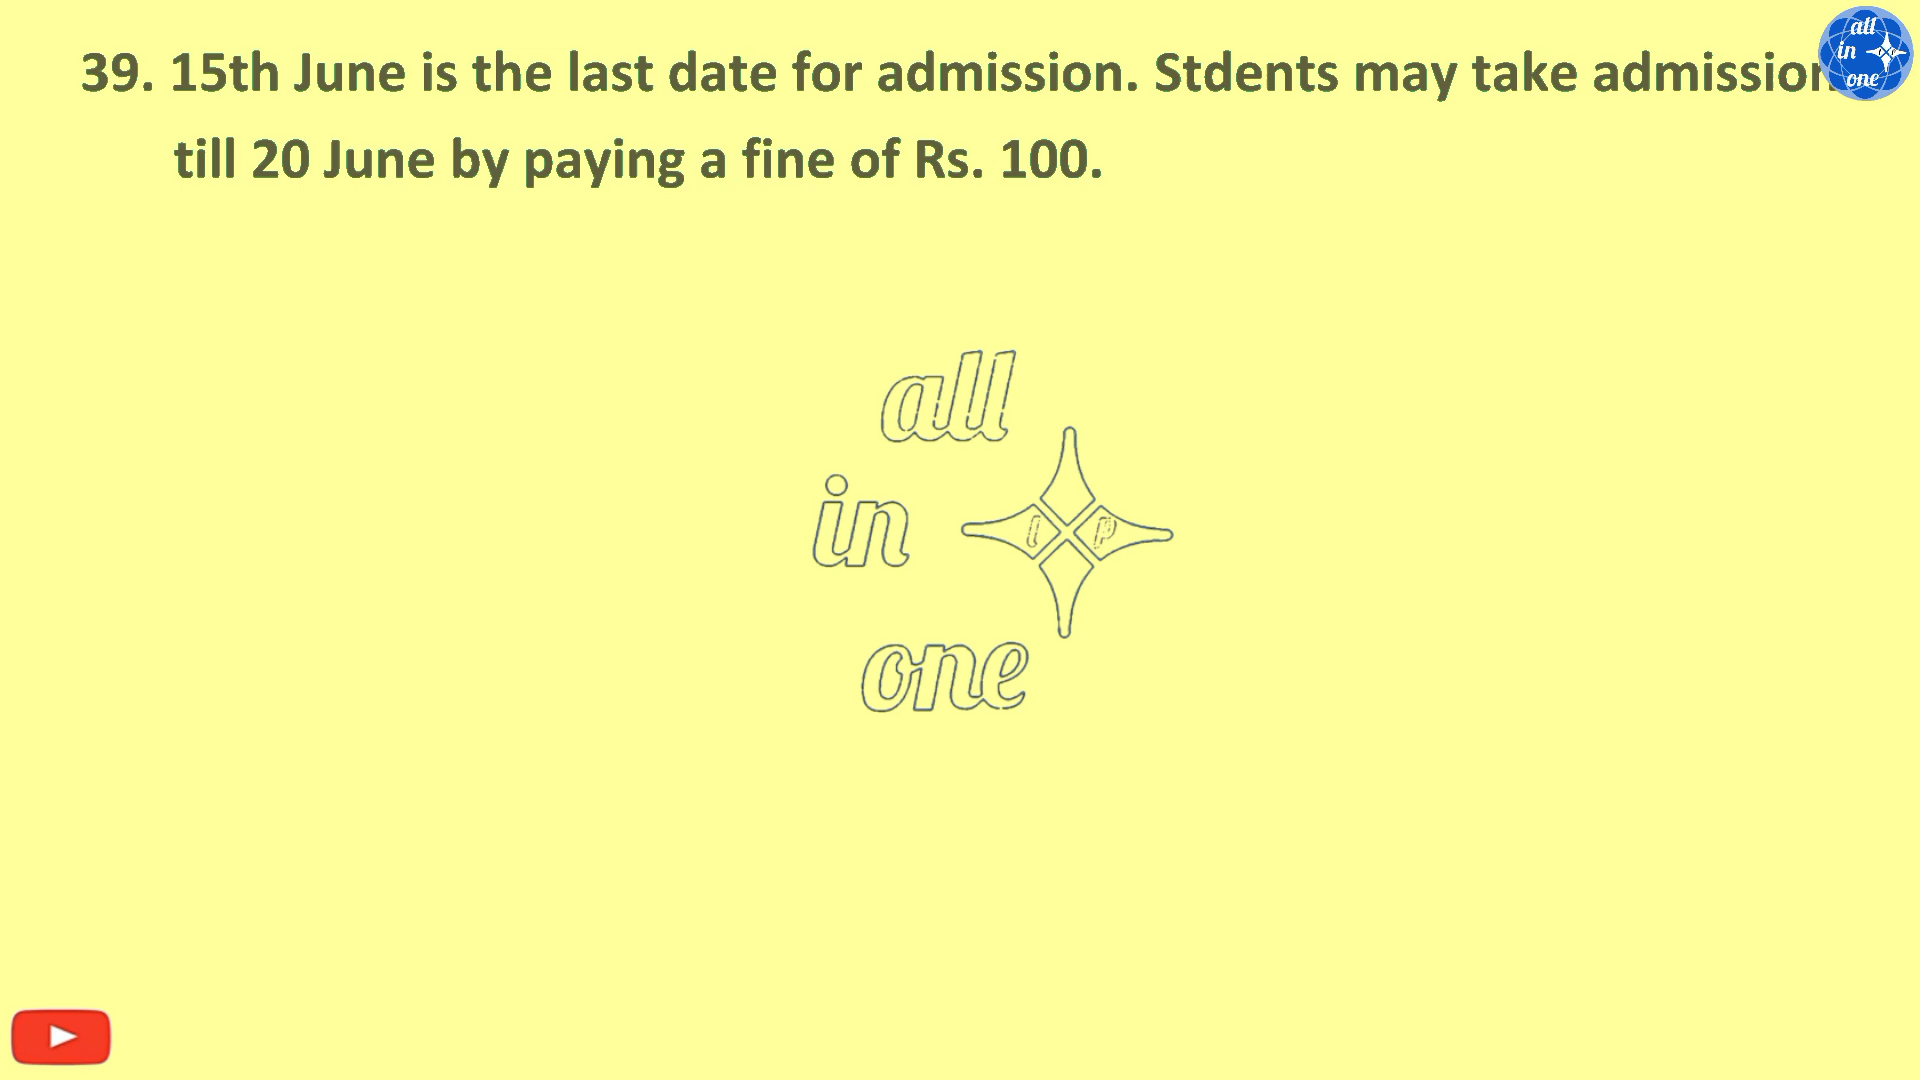 39. 15th June is the last date for admission. Stdents may take admission
till 20 June by paying a fine of Rs. 100.
all
in
one
all
in
one
I P